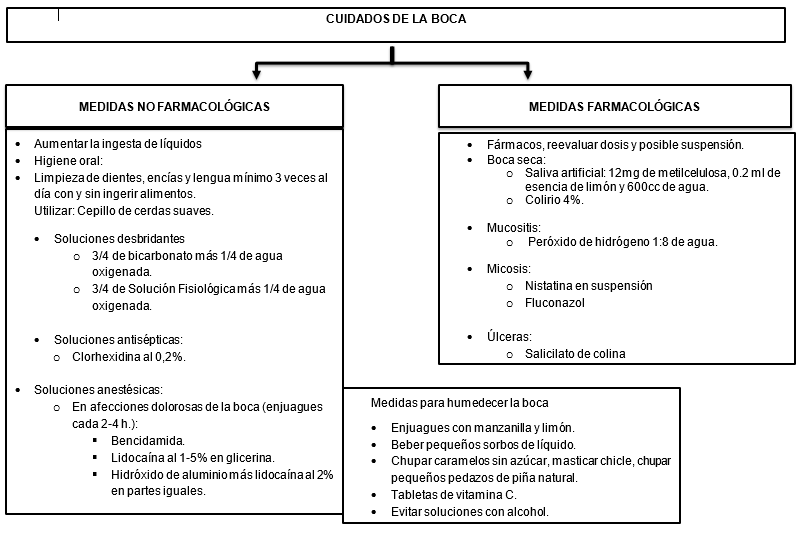 CUIDADOS DE LA BOCA
MEDIDAS NO FARMACOLÓGICAS
• Aumentar la ingesta de líquidos
• Higiene oral:
• Limpieza de dientes, encías y lengua mínimo 3 veces al
día con y sin ingerir alimentos.
Utilizar: Cepillo de cerdas suaves.
• Soluciones desbridantes
o 3/4 de bicarbonato más 1/4 de agua
oxigenada.
o 3/4 de Solución Fisiológica más 1/4 de agua
oxigenada.
• Soluciones antisépticas:
o Clorhexidina al 0,2%.
• Soluciones anestésicas:
o En afecciones dolorosas de la boca (enjuagues
cada 2-4 h.):
▪ Bencidamida.
▪ Lidocaína al 1-5% en glicerina.
▪ Hidróxido de aluminio más lidocaína al 2%
en partes iguales.
MEDIDAS FARMACOLÓGICAS
• Fármacos, reevaluar dosis y posible suspensión.
• Boca seca:
o Saliva artificial: 12mg de metilcelulosa, 0.2 ml de
esencia de limón y 600cc de agua.
o Colirio 4%.
• Mucositis:
o Peróxido de hidrógeno 1:8 de agua.
• Micosis:
o Nistatina en suspensión
o Fluconazol
• Úlceras:
o Salicilato de colina
Medidas para humedecer la boca
• Enjuagues con manzanilla y limón.
• Beber pequeños sorbos de líquido.
• Chupar caramelos sin azúcar, masticar chicle, chupar
pequeños pedazos de piña natural.
• Tabletas de vitamina C.
• Evitar soluciones con alcohol.